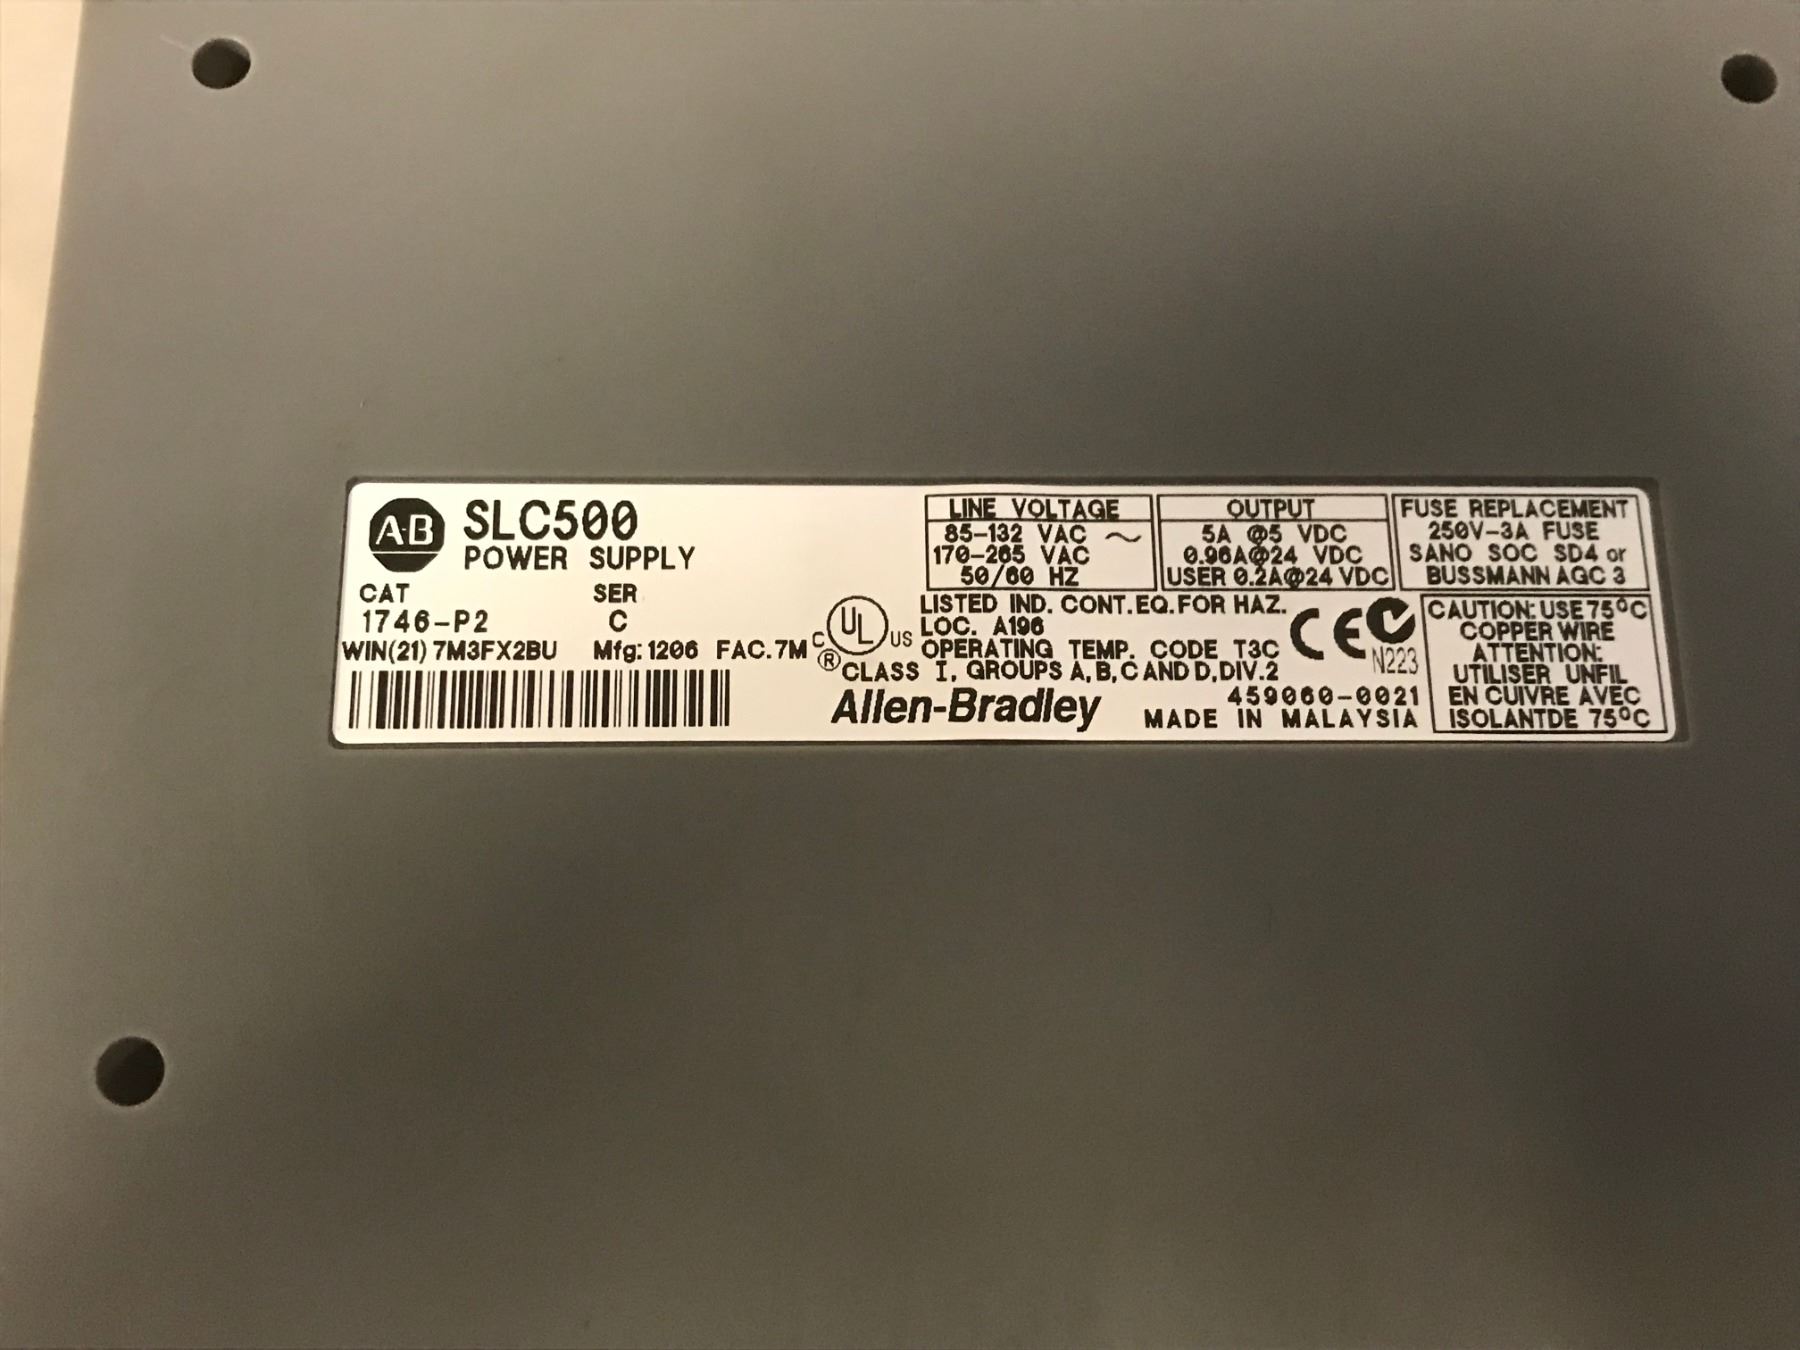 A-B SLC500
POWER SUPPLY
CAT SER
1746-P2 C
WIN(21) 7M3FX2BU Mfg: 1206 FAC. 7M
LINE VOLTAGE
85-132 VAC ~
170-265 VAC
50/60 HZ
OUTPUT
5A @5 VDC
0.96A@24 VDC
USER 0.2A@24 VDC
FUSE REPLACEMENT
250V-3A FUSE
SANO SOC SD4 or
BUSSMANN AGC 3
C UL US ®
LISTED IND. CONT. EQ. FOR HAZ.
LOC. A196
OPERATING TEMP. CODE T3C
CLASS I, GROUPS A, B, C AND D, DIV.2
CE
N223
Allen-Bradley
459060-0021
MADE IN MALAYSIA
CAUTION: USE 75°C
COPPER WIRE
ATTENTION:
UTILISER UNFIL
EN CUIVRE AVEC
ISOLANTDE 75°C